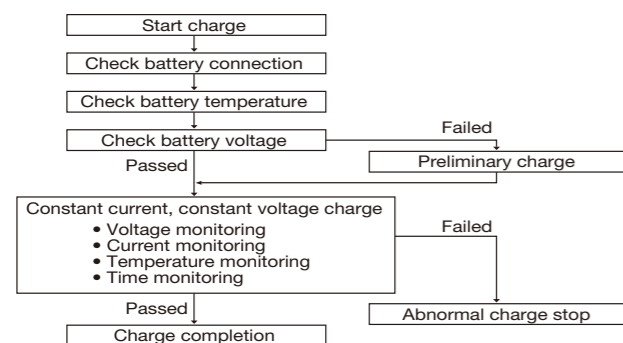 Start charge
Check battery connection
Check battery temperature
Check battery voltage
Failed
Passed
Preliminary charge
Constant current, constant voltage charge
• Voltage monitoring
• Current monitoring
• Temperature monitoring
• Time monitoring
Failed
Passed
Abnormal charge stop
Charge completion